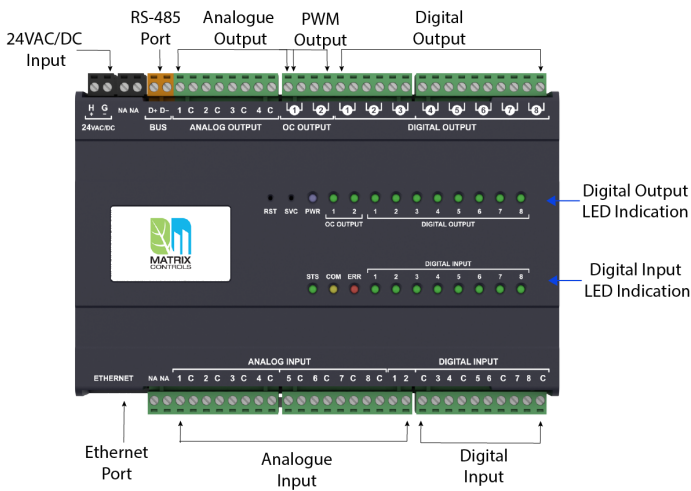 RS-485
Port
Analogue
Output
PWM
Output
Digital
Output
24VAC/DC
Input
H G NA NA D+ D- 1 C 2 C 3 C 4 C 1 2 1 2 3 4 5 6 7 8
+ -
24VAC/DC BUS ANALOG OUTPUT OC OUTPUT DIGITAL OUTPUT
Digital Output
LED Indication
RST SVC PWR 1 2 1 2 3 4 5 6 7 8
OC OUTPUT DIGITAL OUTPUT
MATRIX
CONTROLS
DIGITAL INPUT
STS COM ERR 1 2 3 4 5 6 7 8
Digital Input
LED Indication
ANALOG INPUT DIGITAL INPUT
ETHERNET NA NA 1 C 2 C 3 C 4 C 5 C 6 C 7 C 8 C 1 2 C 3 4 C 5 6 C 7 8 C
Ethernet
Port
Analogue
Input
Digital
Input